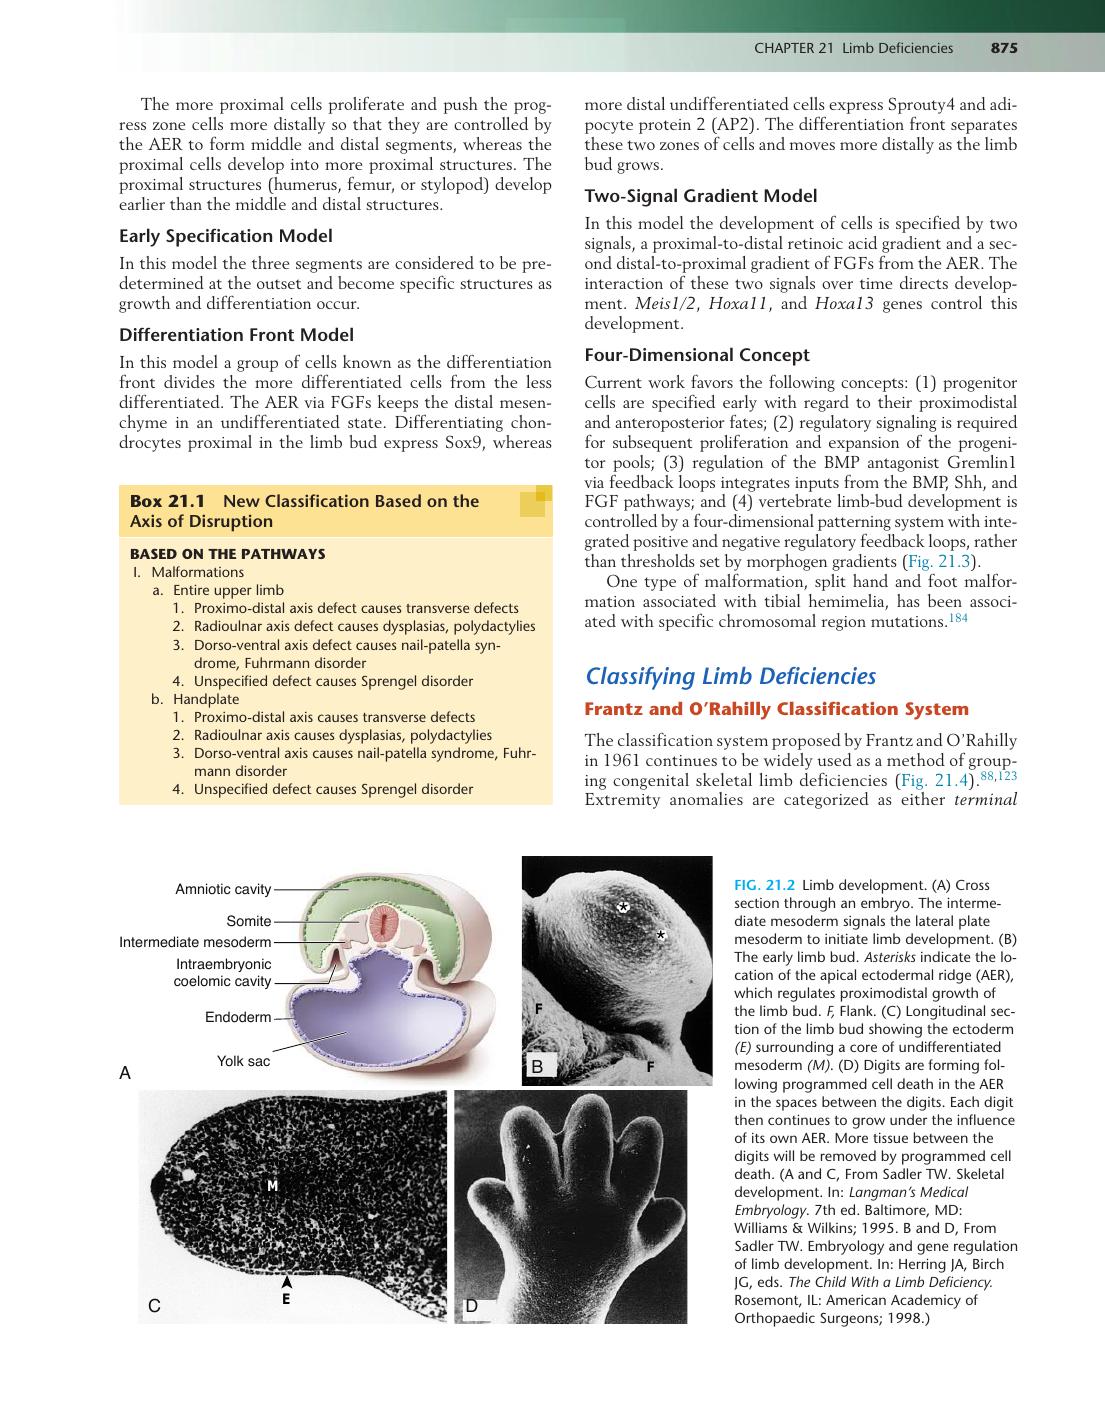 CHAPTER 21 Limb Deficiencies 875
The more proximal cells proliferate and push the prog-
ress zone cells more distally so that they are controlled by
the AER to form middle and distal segments, whereas the
proximal cells develop into more proximal structures. The
proximal structures (humerus, femur, or stylopod) develop
earlier than the middle and distal structures.
Early Specification Model
In this model the three segments are considered to be pre-
determined at the outset and become specific structures as
growth and differentiation occur.
Differentiation Front Model
In this model a group of cells known as the differentiation
front divides the more differentiated cells from the less
differentiated. The AER via FGFs keeps the distal mesen-
chyme in an undifferentiated state. Differentiating chon-
drocytes proximal in the limb bud express Sox9, whereas
more distal undifferentiated cells express Sprouty4 and adi-
pocyte protein 2 (AP2). The differentiation front separates
these two zones of cells and moves more distally as the limb
bud grows.
Two-Signal Gradient Model
In this model the development of cells is specified by two
signals, a proximal-to-distal retinoic acid gradient and a sec-
ond distal-to-proximal gradient of FGFs from the AER. The
interaction of these two signals over time directs develop-
ment. Meis1/2, Hoxa11, and Hoxa13 genes control this
development.
Four-Dimensional Concept
Current work favors the following concepts: (1) progenitor
cells are specified early with regard to their proximodistal
and anteroposterior fates; (2) regulatory signaling is required
for subsequent proliferation and expansion of the progeni-
tor pools; (3) regulation of the BMP antagonist Gremlin1
via feedback loops integrates inputs from the BMP, Shh, and
FGF pathways; and (4) vertebrate limb-bud development is
controlled by a four-dimensional patterning system with inte-
grated positive and negative regulatory feedback loops, rather
than thresholds set by morphogen gradients (Fig. 21.3).
One type of malformation, split hand and foot malfor-
mation associated with tibial hemimelia, has been associ-
ated with specific chromosomal region mutations.184
Classifying Limb Deficiencies
Frantz and O'Rahilly Classification System
The classification system proposed by Frantz and O'Rahilly
in 1961 continues to be widely used as a method of group-
ing congenital skeletal limb deficiencies (Fig. 21.4).88,123
Extremity anomalies are categorized as either terminal
Box 21.1 New Classification Based on the
Axis of Disruption
BASED ON THE PATHWAYS
I. Malformations
a. Entire upper limb
1. Proximo-distal axis defect causes transverse defects
2. Radioulnar axis defect causes dysplasias, polydactylies
3. Dorso-ventral axis defect causes nail-patella syn-
drome, Fuhrmann disorder
4. Unspecified defect causes Sprengel disorder
b. Handplate
1. Proximo-distal axis causes transverse defects
2. Radioulnar axis causes dysplasias, polydactylies
3. Dorso-ventral axis causes nail-patella syndrome, Fuhr-
mann disorder
4. Unspecified defect causes Sprengel disorder
Amniotic cavity
Somite
Intermediate mesoderm
Intraembryonic
coelomic cavity
Endoderm
Yolk sac
A
*
*
F
F
B
M
E
C
D
FIG. 21.2 Limb development. (A) Cross
section through an embryo. The interme-
diate mesoderm signals the lateral plate
mesoderm to initiate limb development. (B)
The early limb bud. Asterisks indicate the lo-
cation of the apical ectodermal ridge (AER),
which regulates proximodistal growth of
the limb bud. F, Flank. (C) Longitudinal sec-
tion of the limb bud showing the ectoderm
(E) surrounding a core of undifferentiated
mesoderm (M). (D) Digits are forming fol-
lowing programmed cell death in the AER
in the spaces between the digits. Each digit
then continues to grow under the influence
of its own AER. More tissue between the
digits will be removed by programmed cell
death. (A and C, From Sadler TW. Skeletal
development. In: Langman's Medical
Embryology. 7th ed. Baltimore, MD:
Williams & Wilkins; 1995. B and D, From
Sadler TW. Embryology and gene regulation
of limb development. In: Herring JA, Birch
JG, eds. The Child With a Limb Deficiency.
Rosemont, IL: American Academicy of
Orthopaedic Surgeons; 1998.)